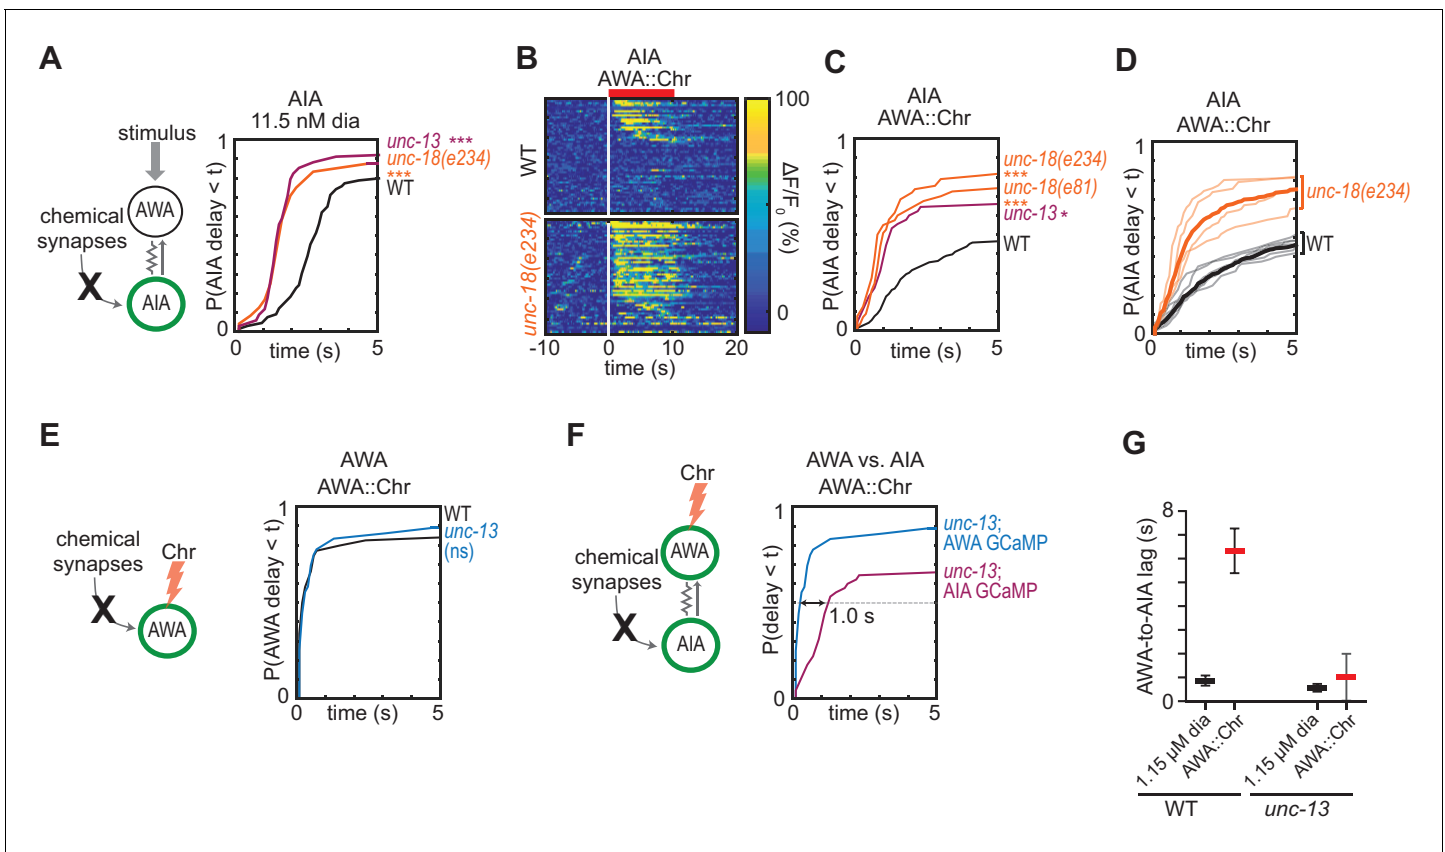 A
AIA
11.5 nM dia
stimulus
AWA
chemical
synapses
X
AIA
P(AIA delay < t)
1
0
0
5
time (s)
unc-13 ***
unc-18(e234)
***
WT
B
AIA
AWA::Chr
WT
unc-18(e234)
-10
0
10
20
time (s)
100
0
ΔF/F0 (%)
C
AIA
AWA::Chr
P(AIA delay < t)
1
0
0
5
time (s)
unc-18(e234)
***
unc-18(e81)
***
unc-13 *
WT
D
AIA
AWA::Chr
P(AIA delay < t)
1
0
0
5
time (s)
unc-18(e234)
WT
E
chemical
synapses
Chr
X
AWA
AWA
AWA::Chr
P(AWA delay < t)
1
0
0
5
time (s)
WT
unc-13
(ns)
F
Chr
AWA
chemical
synapses
X
AIA
AWA vs. AIA
AWA::Chr
P(delay < t)
1
0
0
5
time (s)
1.0 s
unc-13;
AWA GCaMP
unc-13;
AIA GCaMP
G
AWA-to-AIA lag (s)
8
0
1.15 µM dia
AWA::Chr
1.15 µM dia
AWA::Chr
WT
unc-13